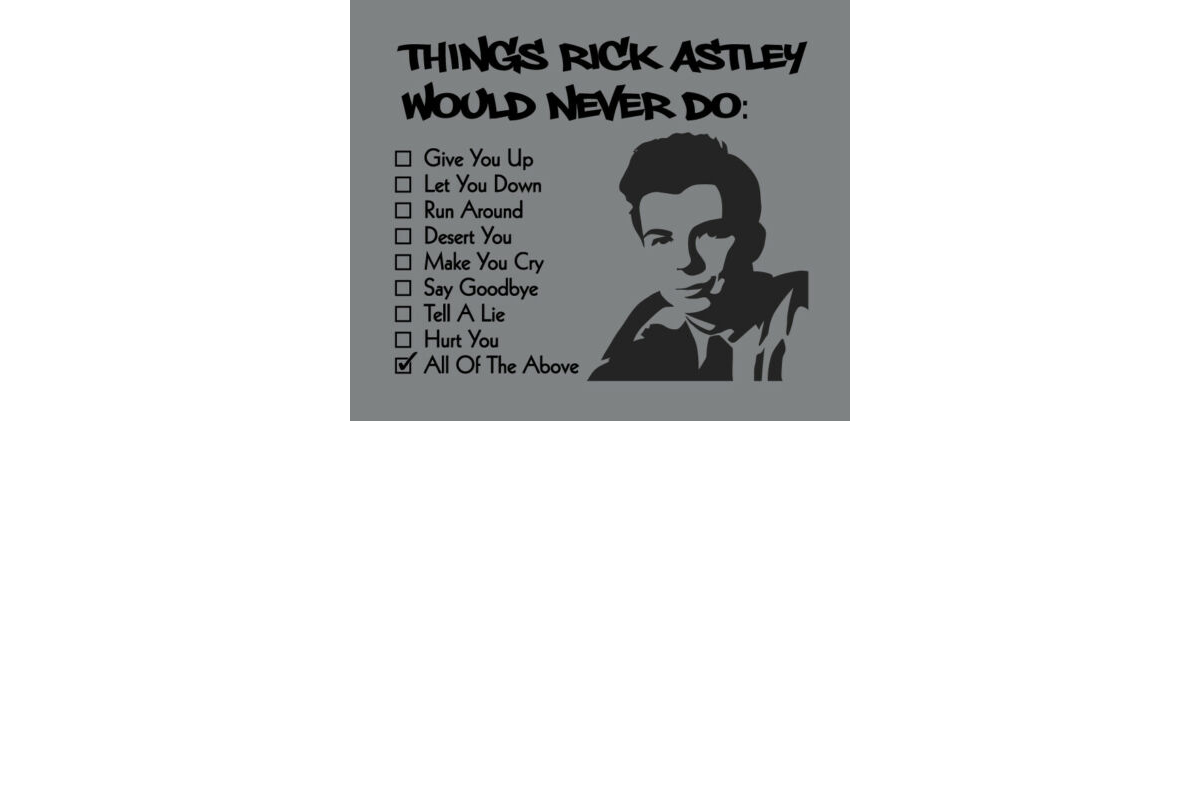 THINGS RICK ASTLEY
WOULD NEVER DO:
Give You Up
Let You Down
Run Around
Desert You
Make You Cry
Say Goodbye
Tell A Lie
Hurt You
All Of The Above